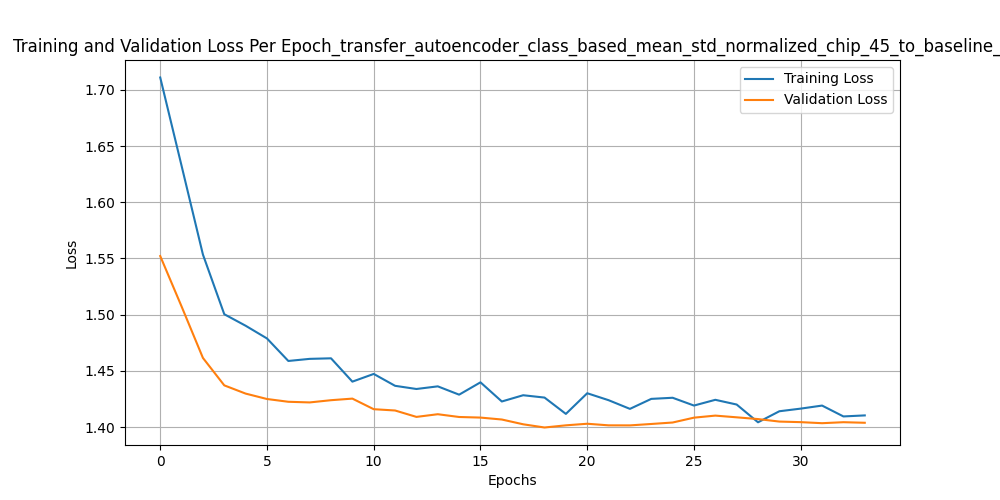 Training and Validation Loss Per Epoch_transfer_autoencoder_class_based_mean_std_normalized_chip_45_to_baseline_
Training Loss
Validation Loss
1.70
1.65
1.60
1.55
1.50
1.45
1.40
Loss
0 5 10 15 20 25 30
Epochs